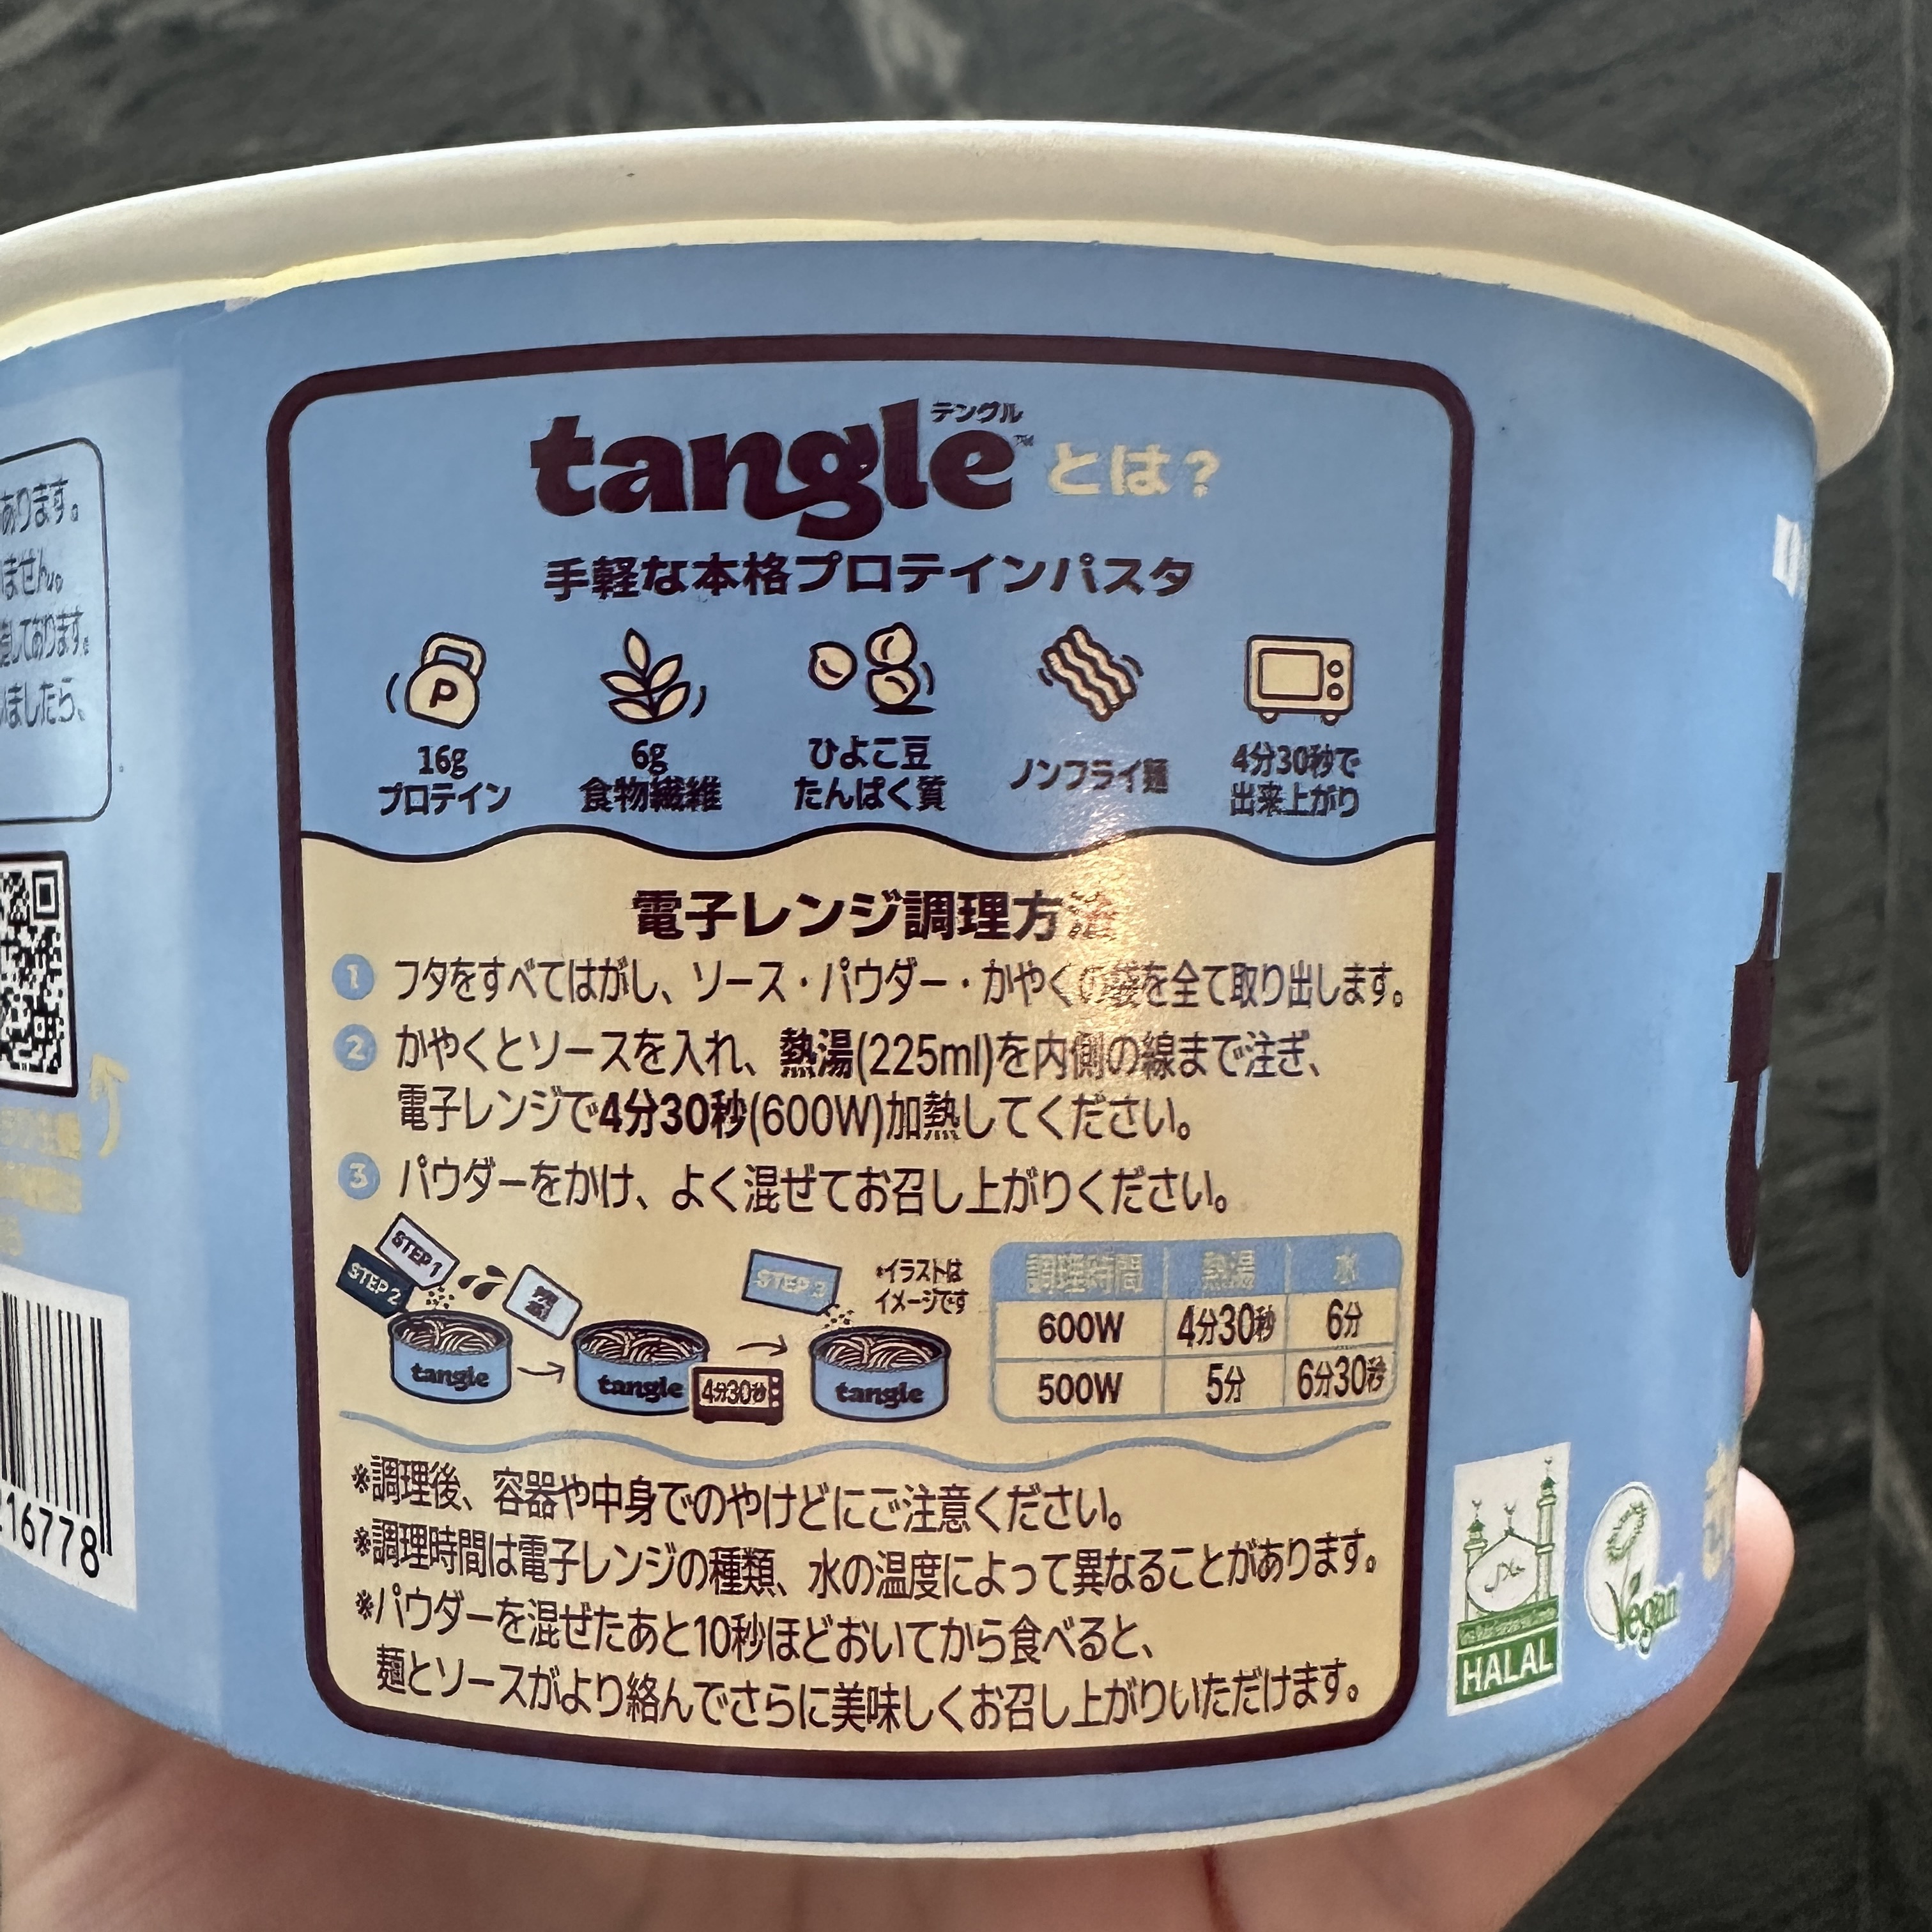 あります。
ません。
しております。
しましたら、
16778
テングル
tangle™とは？
手軽な本格プロテインパスタ
P
16g
プロテイン
6g
食物繊維
ひよこ豆
たんぱく質
ノンフライ麺
4分30秒で
出来上がり
電子レンジ調理方法
1 フタをすべてはがし、ソース・パウダー・かやくの袋を全て取り出します。
2 かやくとソースを入れ、熱湯(225ml)を内側の線まで注ぎ、
電子レンジで4分30秒(600W)加熱してください。
3 パウダーをかけ、よく混ぜてお召し上がりください。
STEP 1
STEP 2
tangle
tangle
4分30秒
STEP 3
tangle
*イラストは
イメージです
調理時間 熱湯 水
600W 4分30秒 6分
500W 5分 6分30秒
※調理後、容器や中身でのやけどにご注意ください。
※調理時間は電子レンジの種類、水の温度によって異なることがあります。
※パウダーを混ぜたあと10秒ほどおいてから食べると、
麺とソースがより絡んでさらに美味しくお召し上がりいただけます。
HALAL
Vegan
t